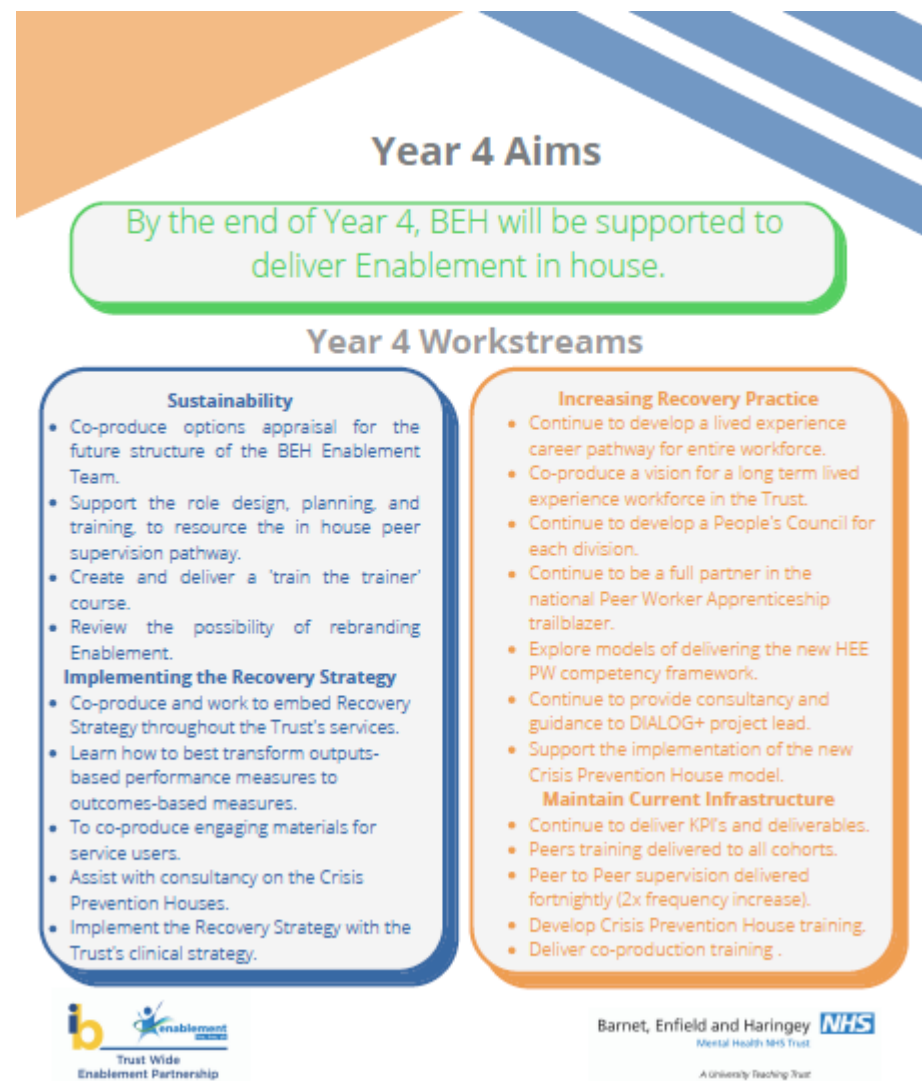 Year 4 Aims
By the end of Year 4, BEH will be supported to
deliver Enablement in house.
Year 4 Workstreams
Sustainability
• Co-produce options appraisal for the
future structure of the BEH Enablement
Team.
• Support the role design, planning, and
training, to resource the in house peer
supervision pathway.
• Create and deliver a 'train the trainer'
course.
• Review the possibility of rebranding
Enablement.
Implementing the Recovery Strategy
• Co-produce and work to embed Recovery
Strategy throughout the Trust's services.
• Learn how to best transform outputs-
based performance measures to
outcomes-based measures.
• To co-produce engaging materials for
service users.
• Assist with consultancy on the Crisis
Prevention Houses.
• Implement the Recovery Strategy with the
Trust's clinical strategy.
Increasing Recovery Practice
• Continue to develop a lived experience
career pathway for entire workforce.
• Co-produce a vision for a long term lived
experience workforce in the Trust.
• Continue to develop a People's Council for
each division.
• Continue to be a full partner in the
national Peer Worker Apprenticeship
trailblazer.
• Explore models of delivering the new HEE
PW competency framework.
• Continue to provide consultancy and
guidance to DIALOG+ project lead.
• Support the implementation of the new
Crisis Prevention House model.
Maintain Current Infrastructure
• Continue to deliver KPI's and deliverables.
• Peers training delivered to all cohorts.
• Peer to Peer supervision delivered
fortnightly (2x frequency increase).
• Develop Crisis Prevention House training.
• Deliver co-production training .
ib
enablement
Trust Wide
Enablement Partnership
Barnet, Enfield and Haringey NHS
Mental Health NHS Trust
A University Teaching Trust